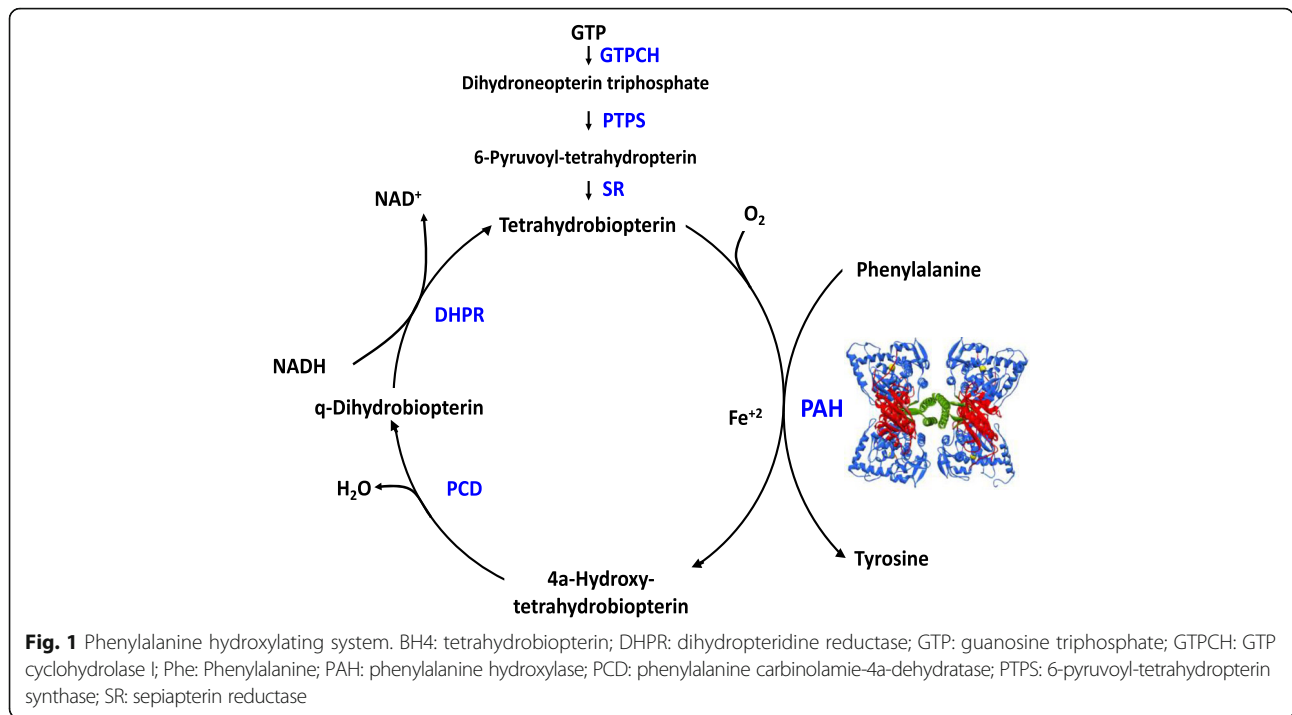 GTP
GTPCH
Dihydroneopterin triphosphate
PTPS
6-Pyruvoyl-tetrahydropterin
SR
NAD+
Tetrahydrobiopterin
O2
Phenylalanine
DHPR
NADH
q-Dihydrobiopterin
Fe+2
PAH
H2O
PCD
Tyrosine
4a-Hydroxy-
tetrahydrobiopterin
Fig. 1 Phenylalanine hydroxylating system. BH4: tetrahydrobiopterin; DHPR: dihydropteridine reductase; GTP: guanosine triphosphate; GTPCH: GTP
cyclohydrolase I; Phe: Phenylalanine; PAH: phenylalanine hydroxylase; PCD: phenylalanine carbinolamie-4a-dehydratase; PTPS: 6-pyruvoyl-tetrahydropterin
synthase; SR: sepiapterin reductase